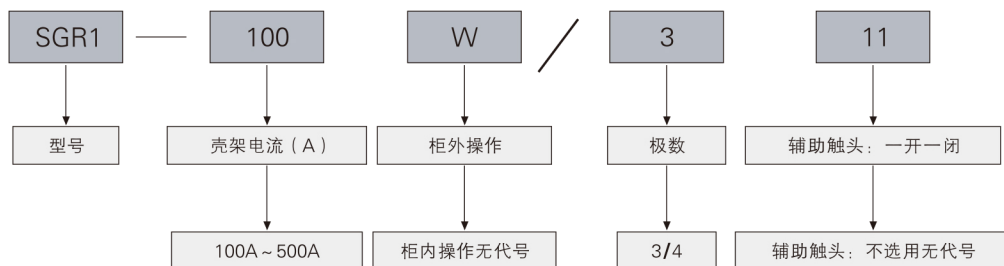 SGR1 — 100 W / 3 11
型号 壳架电流(A) 柜外操作 极数 辅助触头：一开一闭
100A~500A 柜内操作无代号 3/4 辅助触头：不选用无代号